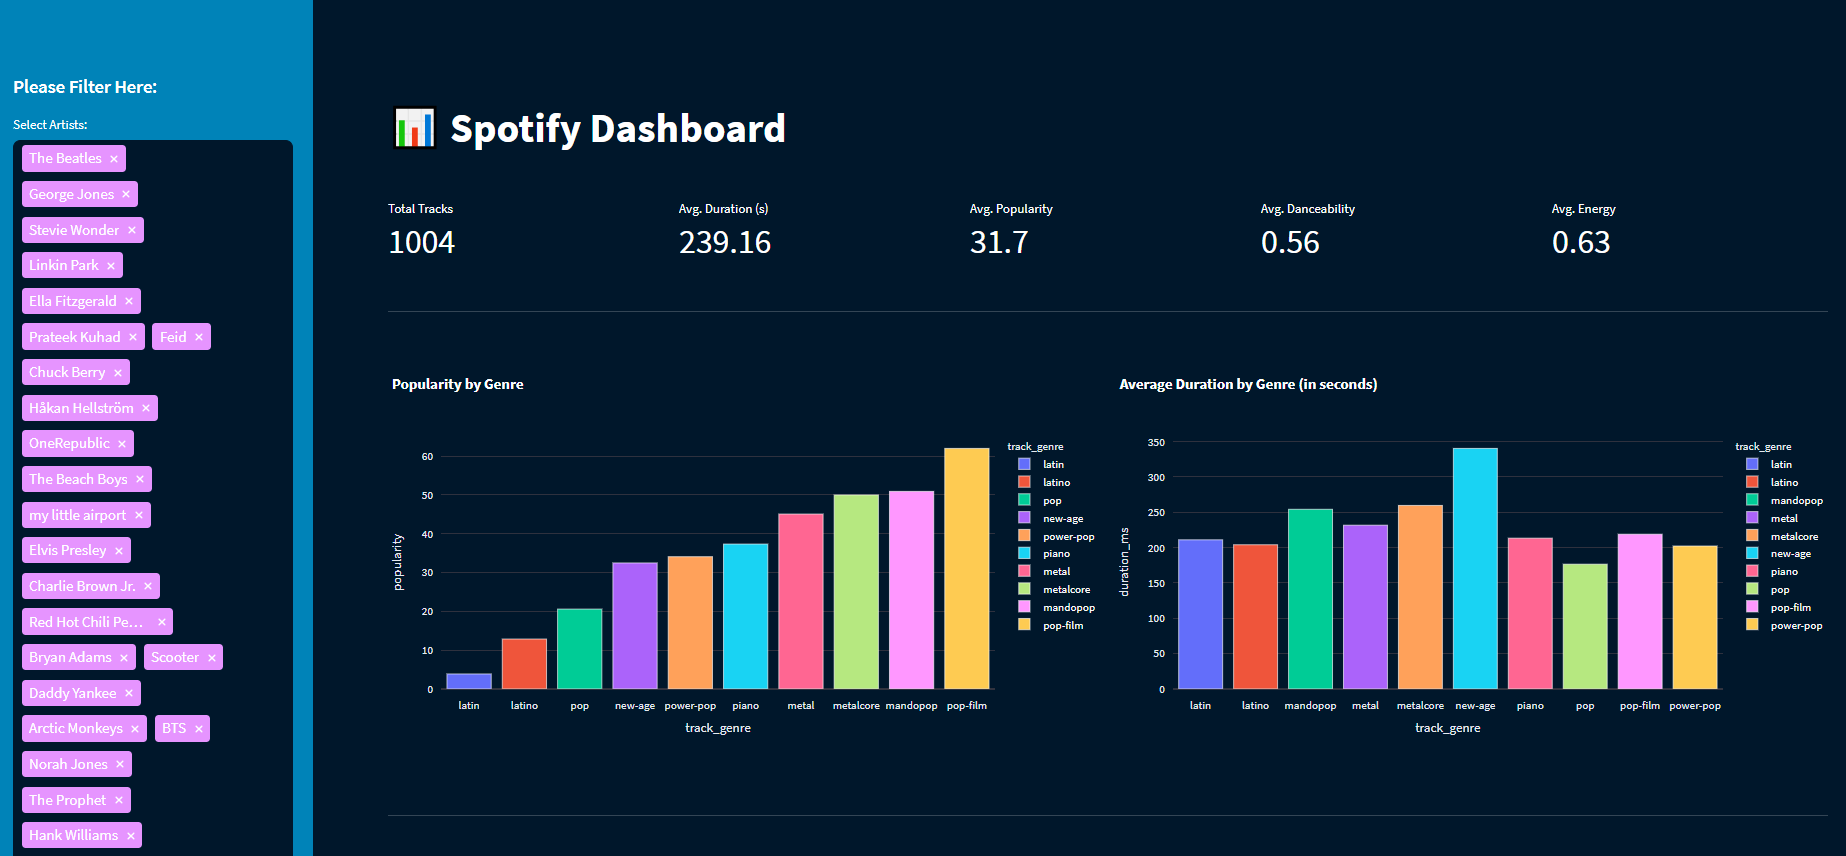 Please Filter Here:
Select Artists:
The Beatles ×
George Jones ×
Stevie Wonder ×
Linkin Park ×
Ella Fitzgerald ×
Prateek Kuhad × Feid ×
Chuck Berry ×
Håkan Hellström ×
OneRepublic ×
The Beach Boys ×
my little airport ×
Elvis Presley ×
Charlie Brown Jr. ×
Red Hot Chili Pe… ×
Bryan Adams × Scooter ×
Daddy Yankee ×
Arctic Monkeys × BTS ×
Norah Jones ×
The Prophet ×
Hank Williams ×
Spotify Dashboard
Total Tracks
1004
Avg. Duration (s)
239.16
Avg. Popularity
31.7
Avg. Danceability
0.56
Avg. Energy
0.63
Popularity by Genre
popularity
60
50
40
30
20
10
0
latin latino pop new-age power-pop piano metal metalcore mandopop pop-film
track_genre
track_genre
latin
latino
pop
new-age
power-pop
piano
metal
metalcore
mandopop
pop-film
Average Duration by Genre (in seconds)
duration_ms
350
300
250
200
150
100
50
0
latin latino mandopop metal metalcore new-age piano pop pop-film power-pop
track_genre
track_genre
latin
latino
mandopop
metal
metalcore
new-age
piano
pop
pop-film
power-pop